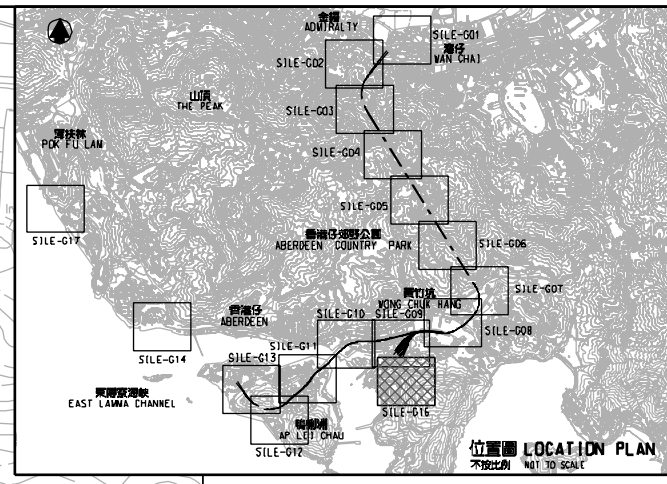 金鐘
ADMIRALTY
SILE-G01
灣仔
WAN CHAI
SILE-G02
山頂
THE PEAK
SILE-G03
薄扶林
POK FU LAM
SILE-G04
SILE-G05
SILE-G17
香港仔郊野公園
ABERDEEN COUNTRY PARK
SILE-G06
黃竹坑
WONG CHUK HANG
SILE-G07
香港仔
ABERDEEN
SILE-G10
SILE-G09
SILE-G08
SILE-G11
SILE-G14
SILE-G13
東博寮海峽
EAST LAMMA CHANNEL
SILE-G16
鴨脷洲
AP LEI CHAU
SILE-G12
位置圖 LOCATION PLAN
不按比例 NOT TO SCALE